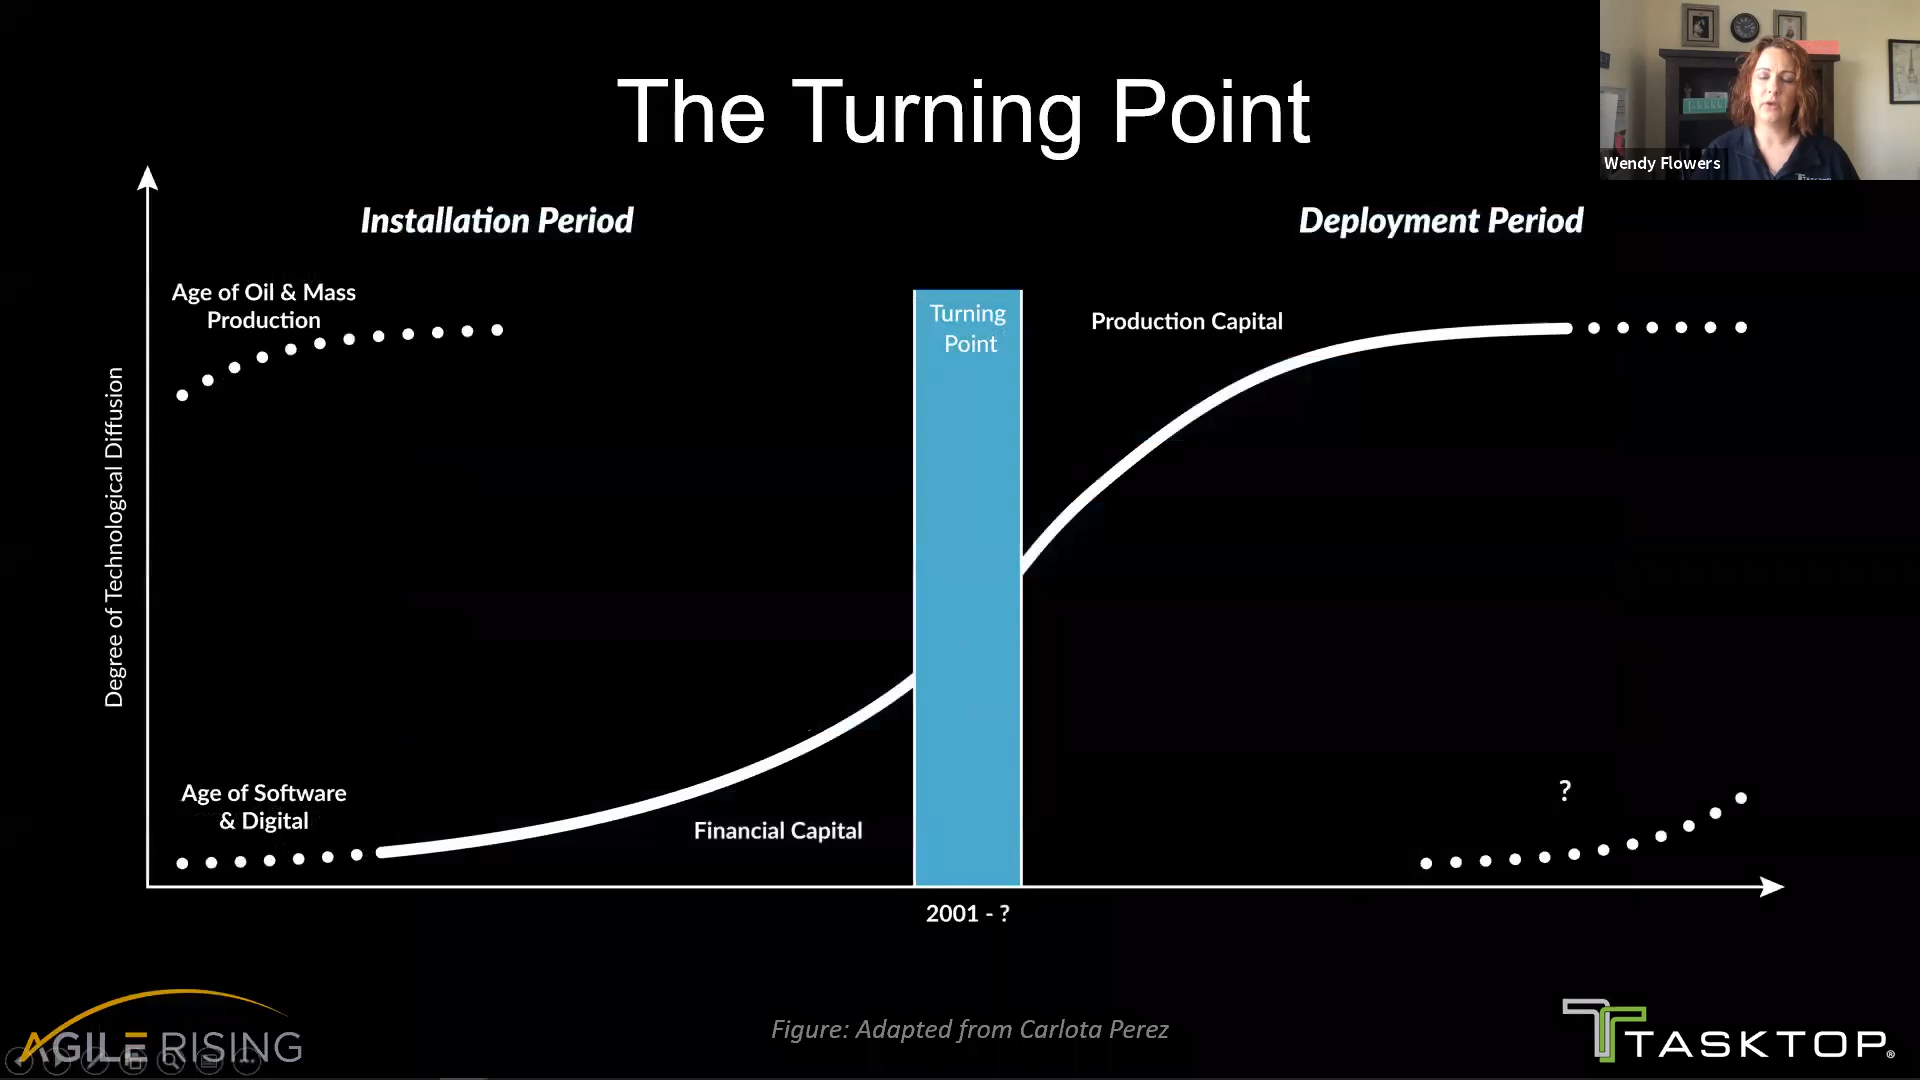 The Turning Point
Wendy Flowers
Installation Period
Deployment Period
Age of Oil & Mass
Production
Turning
Point
Production Capital
Degree of Technological Diffusion
Age of Software
& Digital
Financial Capital
?
2001 - ?
Figure: Adapted from Carlota Perez
AGILE RISING
TASKTOP®